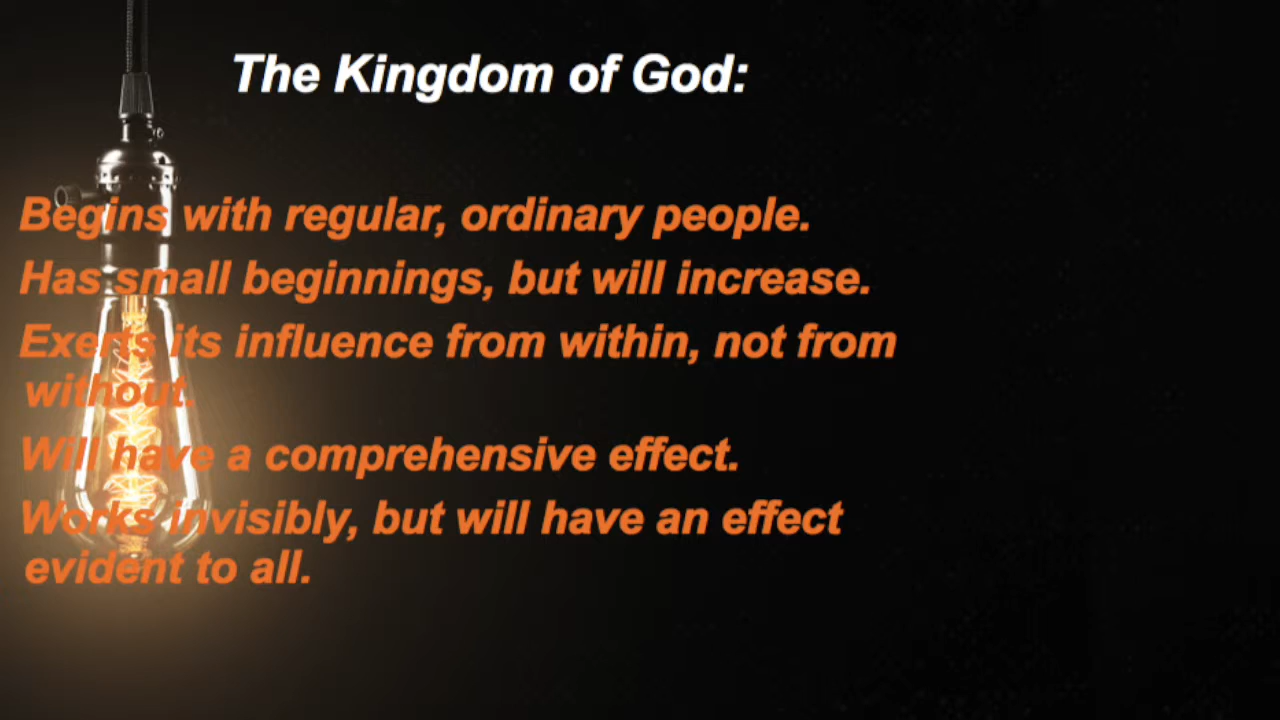 The Kingdom of God:
Begins with regular, ordinary people.
Has small beginnings, but will increase.
Exerts its influence from within, not from
without.
Will have a comprehensive effect.
Works invisibly, but will have an effect
evident to all.